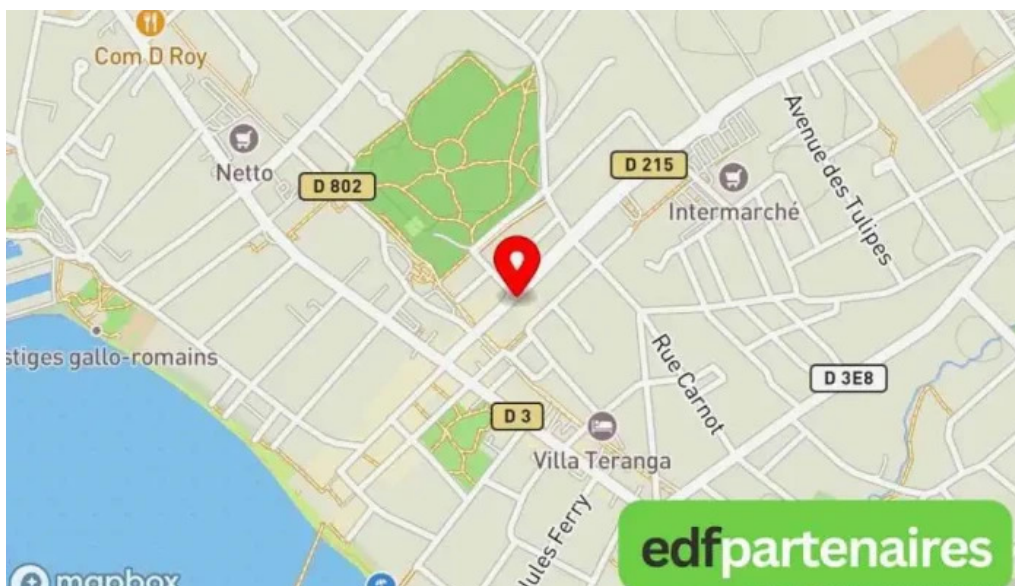 Com D Roy
Netto
D 802
D 215
Intermarché
Avenue des Tulipes
stiges gallo-romains
Rue Carnot
D 3E8
D 3
Villa Teranga
Jules Ferry
edfpartenaires
mapbox